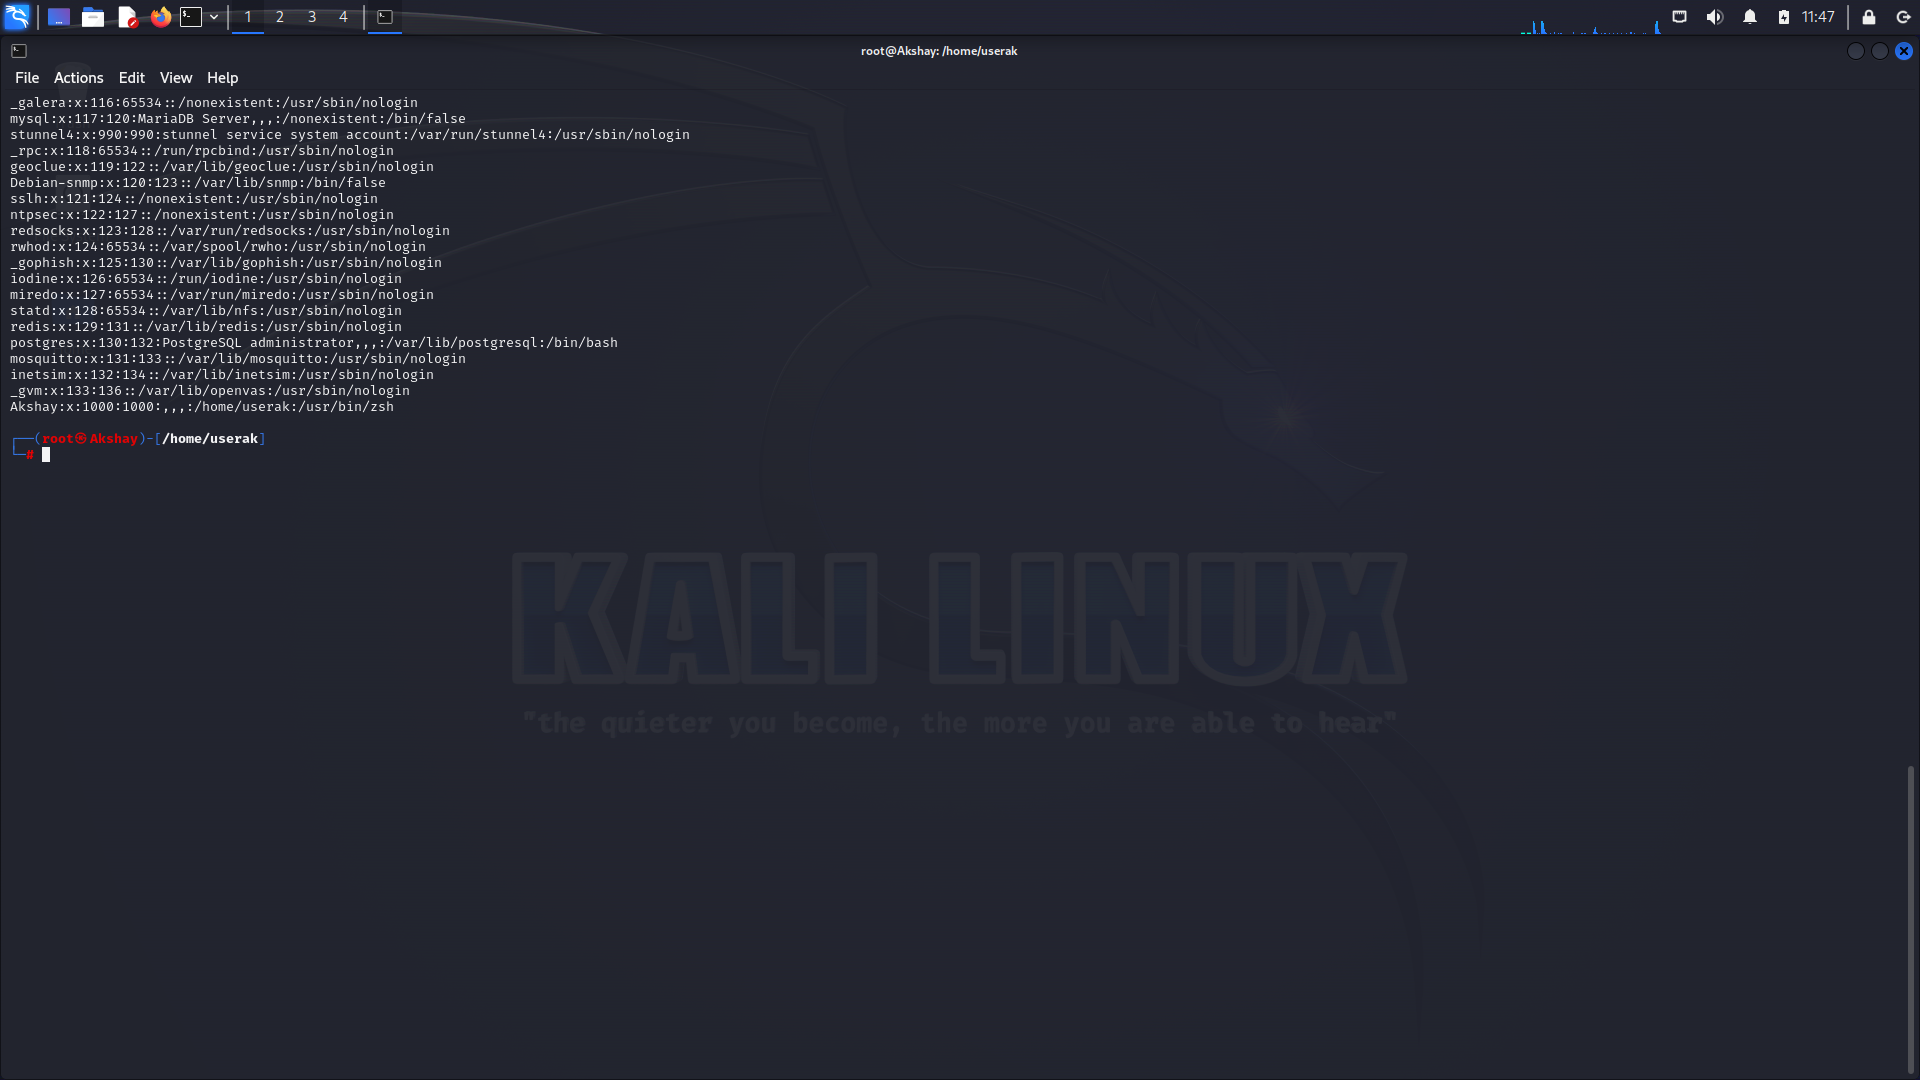 1 2 3 4
11:47
root@Akshay: /home/userak
File Actions Edit View Help
_galera:x:116:65534::/nonexistent:/usr/sbin/nologin
mysql:x:117:120:MariaDB Server,,,:/nonexistent:/bin/false
stunnel4:x:990:990:stunnel service system account:/var/run/stunnel4:/usr/sbin/nologin
_rpc:x:118:65534::/run/rpcbind:/usr/sbin/nologin
geoclue:x:119:122::/var/lib/geoclue:/usr/sbin/nologin
Debian-snmp:x:120:123::/var/lib/snmp:/bin/false
sslh:x:121:124::/nonexistent:/usr/sbin/nologin
ntpsec:x:122:127::/nonexistent:/usr/sbin/nologin
redsocks:x:123:128::/var/run/redsocks:/usr/sbin/nologin
rwhod:x:124:65534::/var/spool/rwho:/usr/sbin/nologin
_gophish:x:125:130::/var/lib/gophish:/usr/sbin/nologin
iodine:x:126:65534::/run/iodine:/usr/sbin/nologin
miredo:x:127:65534::/var/run/miredo:/usr/sbin/nologin
statd:x:128:65534::/var/lib/nfs:/usr/sbin/nologin
redis:x:129:131::/var/lib/redis:/usr/sbin/nologin
postgres:x:130:132:PostgreSQL administrator,,,:/var/lib/postgresql:/bin/bash
mosquitto:x:131:133::/var/lib/mosquitto:/usr/sbin/nologin
inetsim:x:132:134::/var/lib/inetsim:/usr/sbin/nologin
_gvm:x:133:136::/var/lib/openvas:/usr/sbin/nologin
Akshay:x:1000:1000:,,,:/home/userak:/usr/bin/zsh
┌──(root㉿Akshay)-[/home/userak]
└─#
KALI LINUX
"the quieter you become, the more you are able to hear"